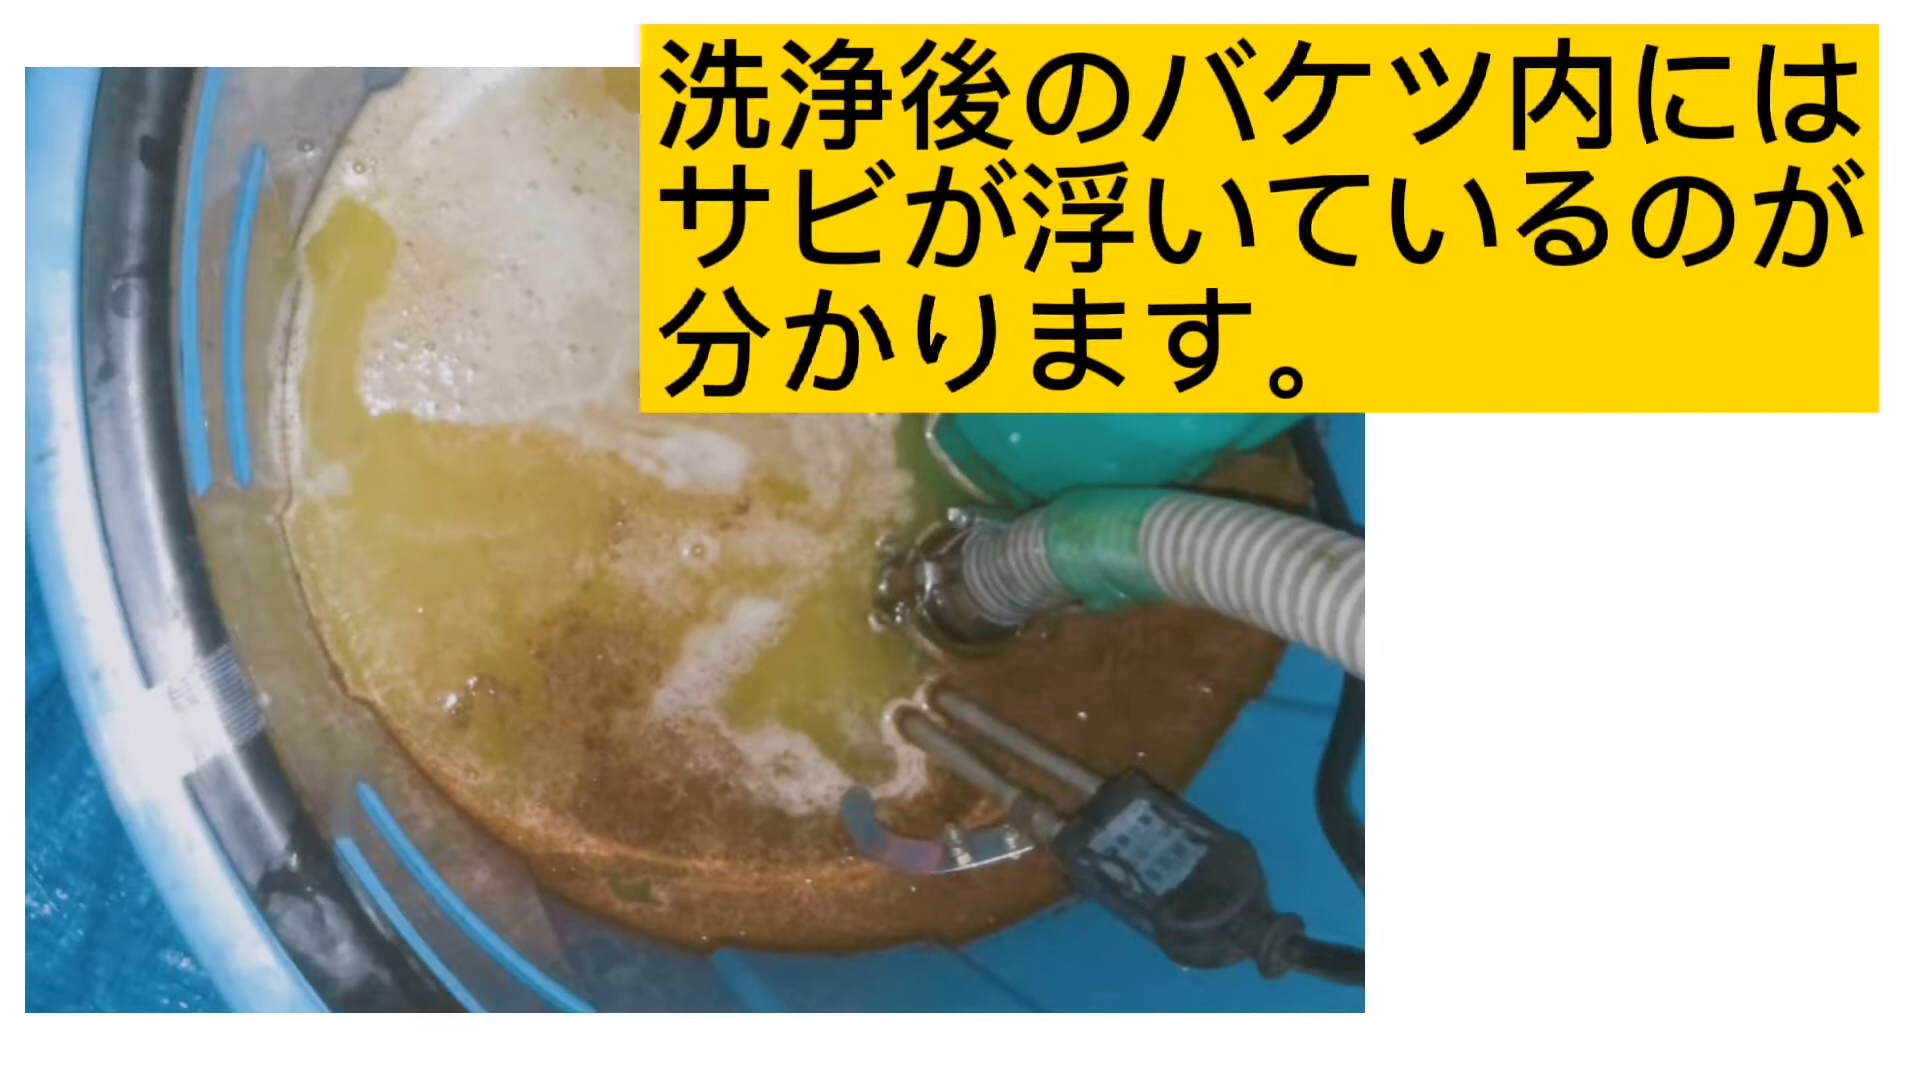 洗浄後のバケツ内には
サビが浮いているのが
分かります。